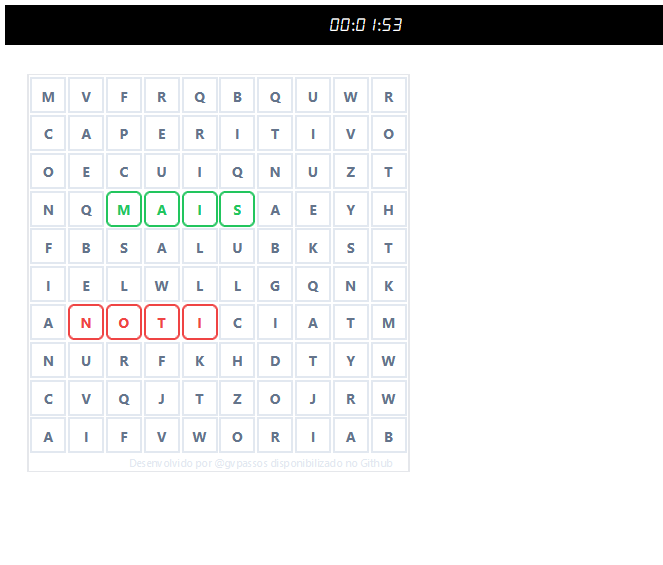 00:01:53
M V F R Q B Q U W R
C A P E R I T I V O
O E C U I Q N U Z T
N Q M A I S A E Y H
F B S A L U B K S T
I E L W L L G Q N K
A N O T I C I A T M
N U R F K H D T Y W
C V Q J T Z O J R W
A I F V W O R I A B
Desenvolvido por @gvpassos disponibilizado no Github